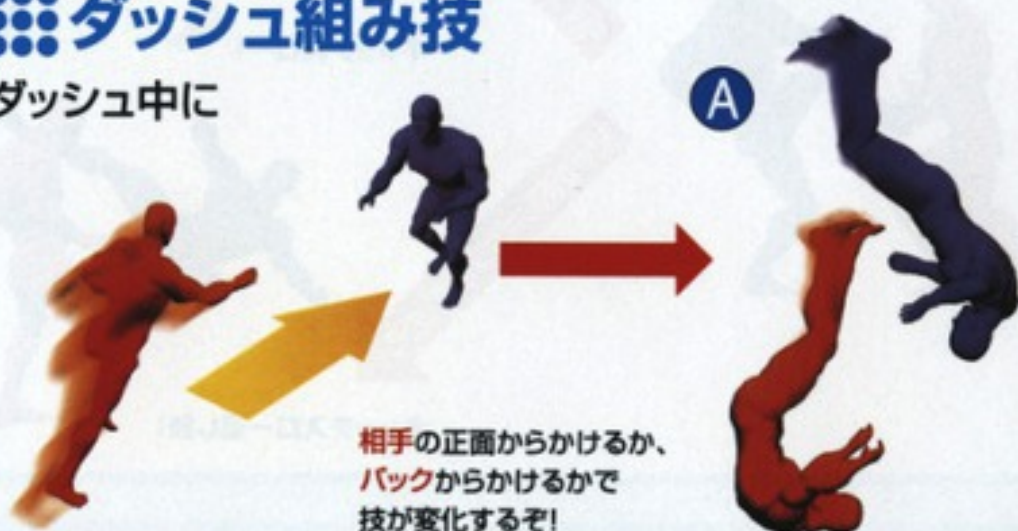 ダッシュ組み技
ダッシュ中に
A
相手の正面からかけるか、
バックからかけるかで
技が変化するぞ!